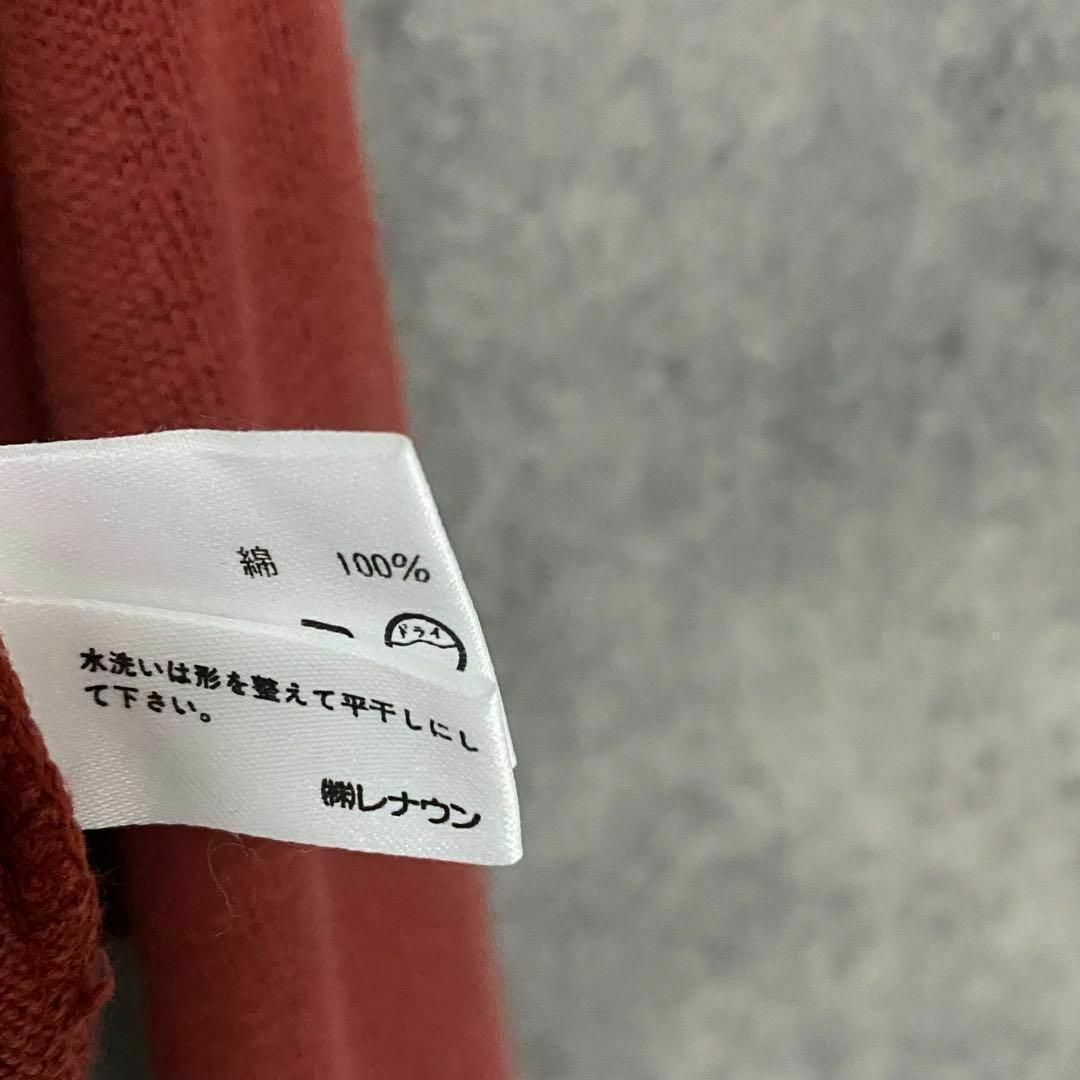 綿 100%
ドライ
水洗いは形を整えて平干しにし
て下さい。
㈱レナウン